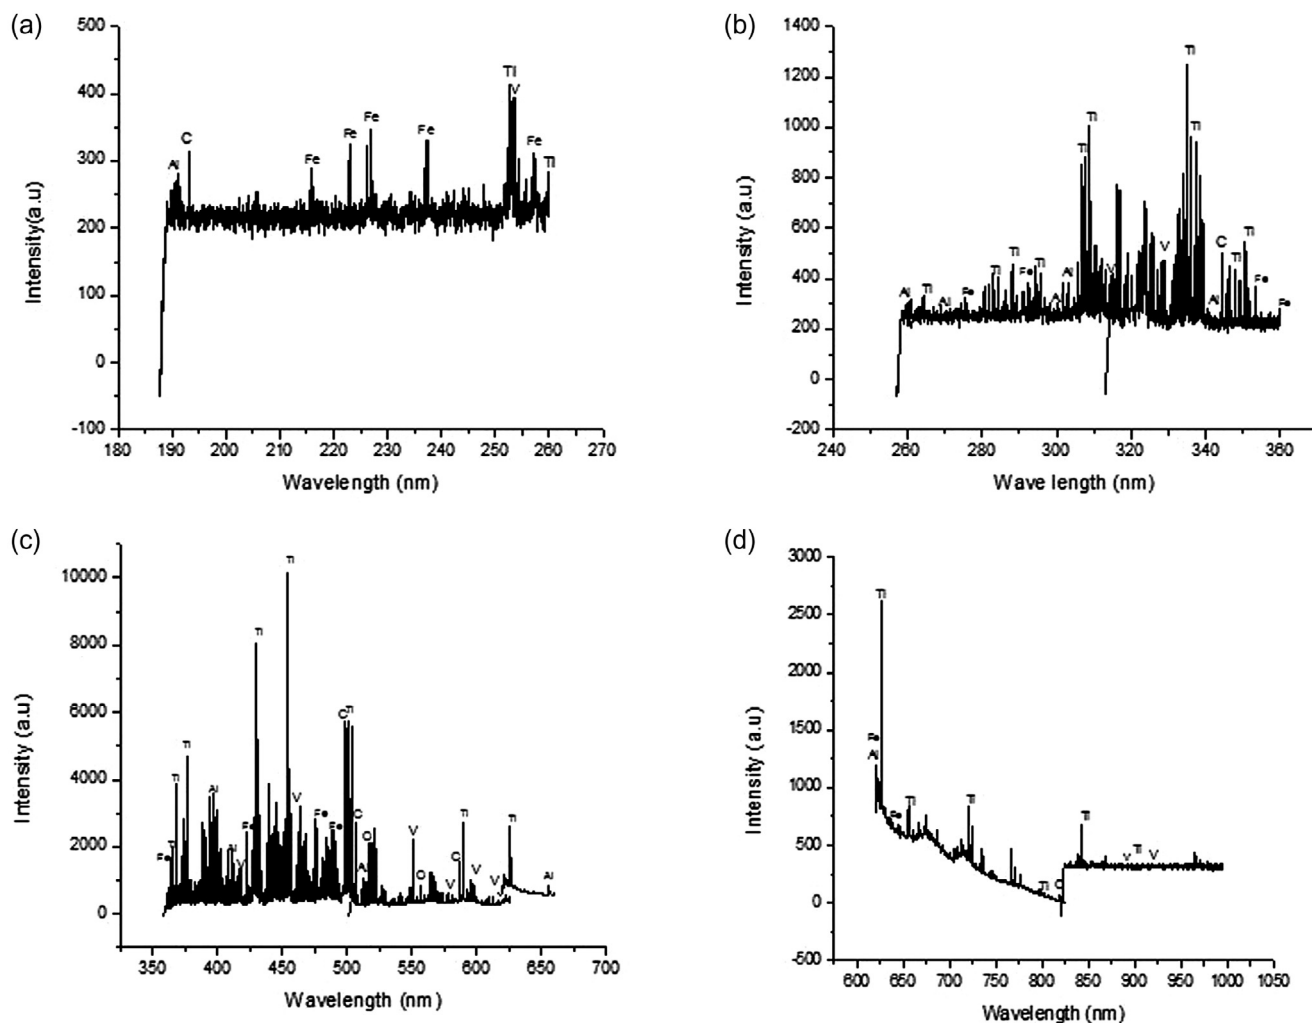 (a)
500
400
300
200
100
0
-100
Intensity(a.u)
Al
C
Fe
Fe
Fe
Fe
Ti
V
Fe
Ti
180 190 200 210 220 230 240 250 260 270
Wavelength (nm)
(b)
1400
1200
1000
800
600
400
200
0
-200
Intensity (a.u)
Al
Ti
Al
Fe
Ti
Ti
Fe
Ti
A
Al
Ti
Ti
V
V
Ti
Ti
C
Al
Ti
Ti
Fe
Fe
240 260 280 300 320 340 360
Wave length (nm)
(c)
10000
8000
6000
4000
2000
0
Intensity (a.u)
Fe
Ti
Ti
Ti
Al
Al
V
Fe
Ti
Ti
V
Fe
Fe
C
Ti
C
A
C
V
C
V
C
Ti
V
V
Ti
Al
350 400 450 500 550 600 650 700
Wavelength (nm)
(d)
3000
2500
2000
1500
1000
500
0
-500
Intensity (a.u)
Fe
Al
Ti
Fe
Ti
Ti
Ti
C
Ti
V
Ti
V
600 650 700 750 800 850 900 950 1000 1050
Wavelength (nm)